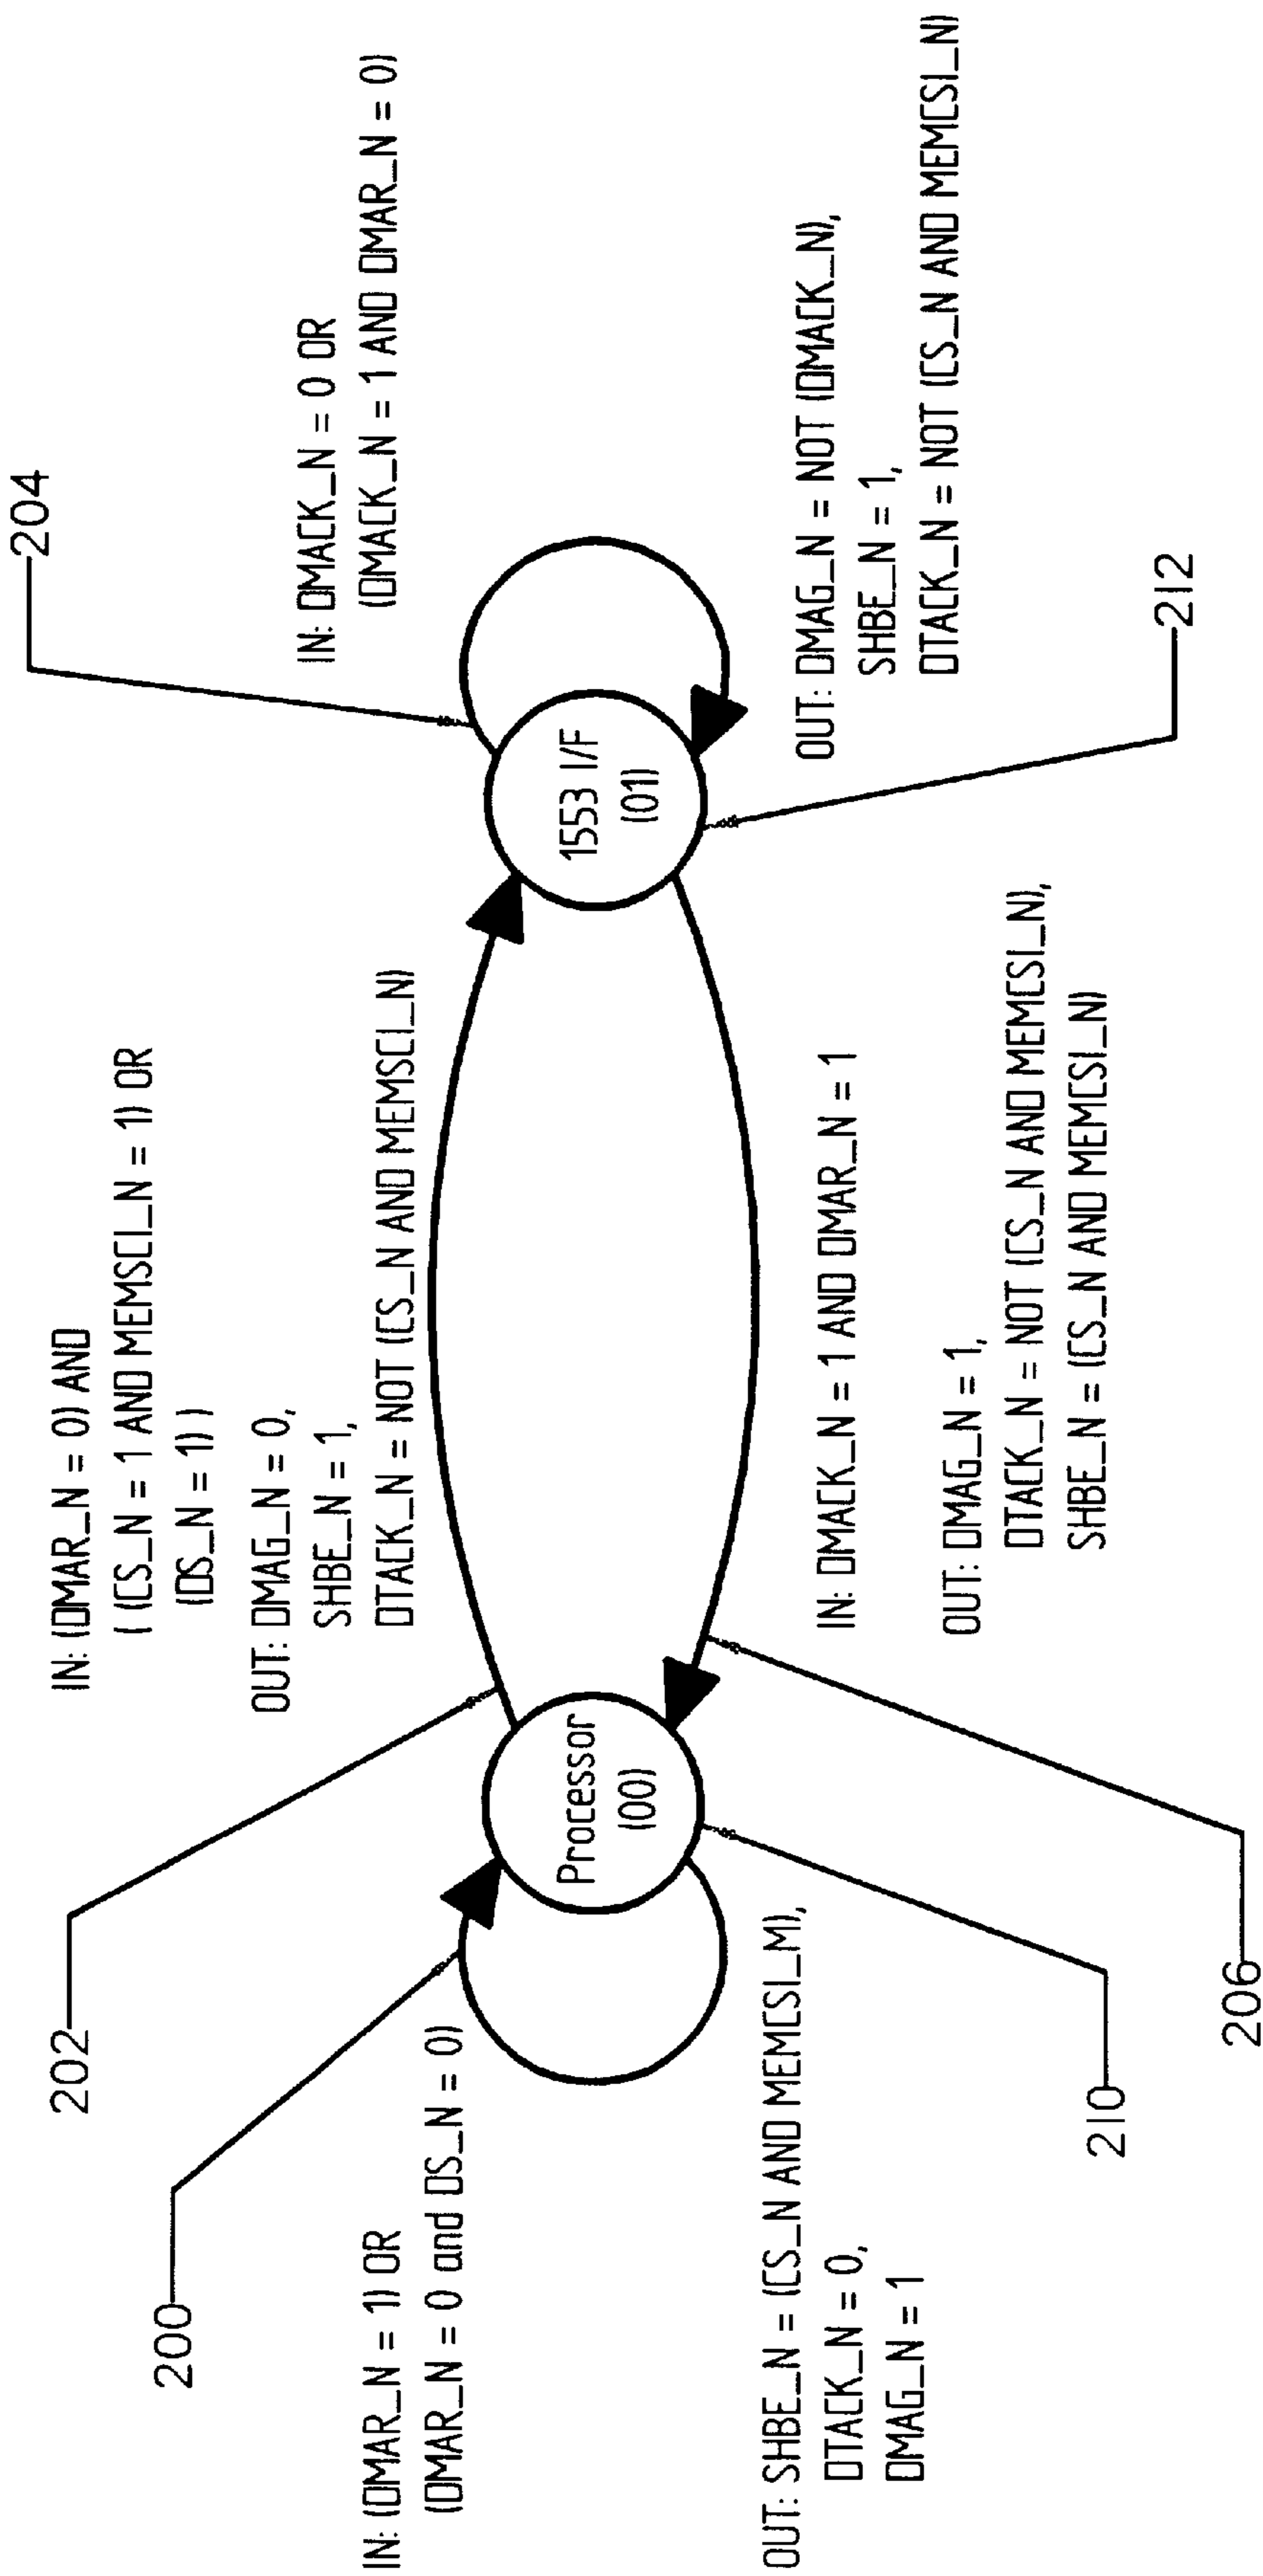 200
IN: (DMAR_N = 1) OR
(DMAR_N = 0 and DS_N = 0)
OUT: SHBE_N = (CS_N AND MEMCSI_M),
DTACK_N = 0,
DMAG_N = 1
Processor
(00)
210
202
IN: (DMAR_N = 0) AND
( (CS_N = 1 AND MEMSCI_N = 1) OR
(DS_N = 1) )
OUT: DMAG_N = 0,
SHBE_N = 1,
DTACK_N = NOT (CS_N AND MEMSCI_N)
IN: DMACK_N = 1 AND DMAR_N = 1
OUT: DMAG_N = 1,
DTACK_N = NOT (CS_N AND MEMCSI_N),
SHBE_N = (CS_N AND MEMCSI_N)
206
204
IN: DMACK_N = 0 OR
(DMACK_N = 1 AND DMAR_N = 0)
1553 I/F
(01)
OUT: DMAG_N = NOT (DMACK_N),
SHBE_N = 1,
DTACK_N = NOT (CS_N AND MEMCSI_N)
212